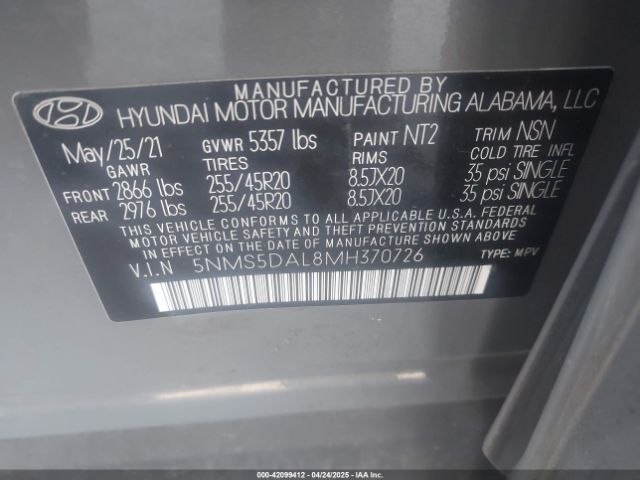 MANUFACTURED BY
HYUNDAI MOTOR MANUFACTURING ALABAMA, LLC
May/25/21 GVWR 5357 lbs PAINT NT2 TRIM NSN
GAWR TIRES RIMS COLD TIRE INFL
FRONT 2866 lbs 255/45R20 8.5JX20 35 psi SINGLE
REAR 2976 lbs 255/45R20 8.5JX20 35 psi SINGLE
THIS VEHICLE CONFORMS TO ALL APPLICABLE U.S.A. FEDERAL
MOTOR VEHICLE SAFETY AND THEFT PREVENTION STANDARDS
IN EFFECT ON THE DATE OF MANUFACTURE SHOWN ABOVE.
V.I.N 5NMS5DAL8MH370726 TYPE: MPV
000-42099412 - 04/24/2025 - IAAI.COM